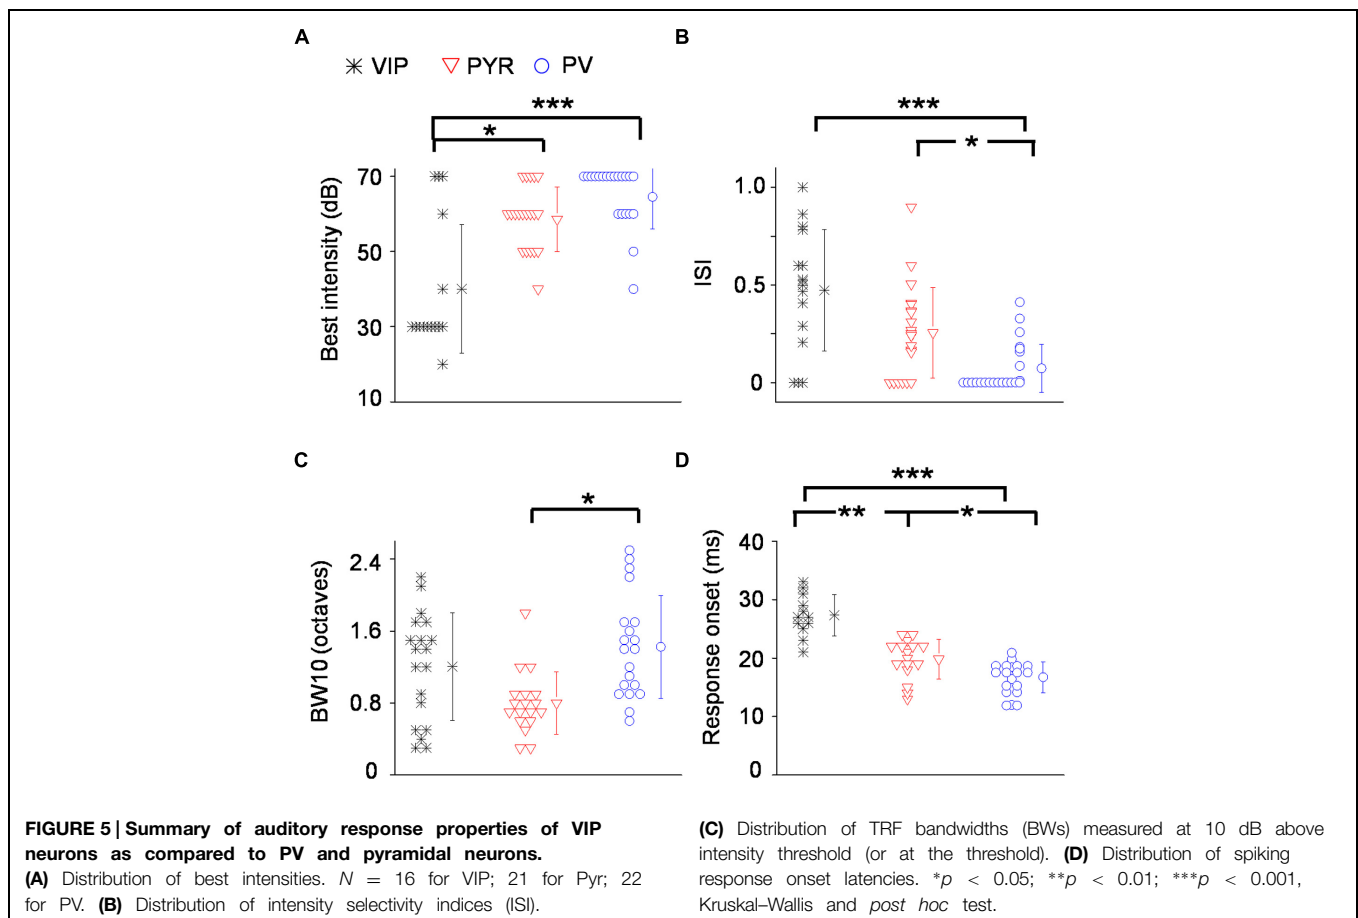 A
B
VIP PYR PV
***
*
***
*
Best intensity (dB)
70
50
30
10
ISI
1.0
0.5
0
C
D
*
***
** *
BW10 (octaves)
2.4
1.6
0.8
0
Response onset (ms)
40
30
20
10
0
FIGURE 5 | Summary of auditory response properties of VIP
neurons as compared to PV and pyramidal neurons.
(A) Distribution of best intensities. N = 16 for VIP; 21 for Pyr; 22
for PV. (B) Distribution of intensity selectivity indices (ISI).
(C) Distribution of TRF bandwidths (BWs) measured at 10 dB above
intensity threshold (or at the threshold). (D) Distribution of spiking
response onset latencies. *p < 0.05; **p < 0.01; ***p < 0.001,
Kruskal–Wallis and post hoc test.